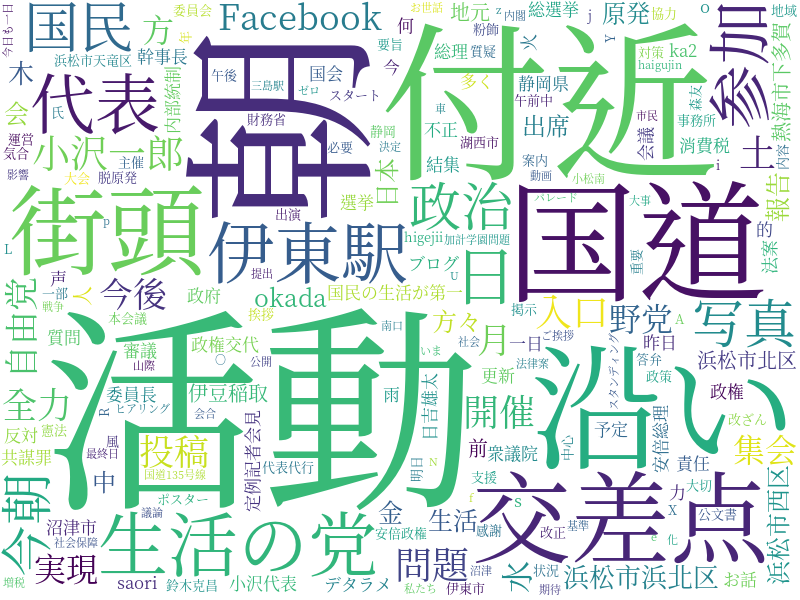 今日も一日
国民
方
Facebook
地元
z
内閣
委員会
お世話
協力
総選挙
j
原発
o
地域
年
浜松市天竜区
幹事長
要旨
何
総理
質疑
粉飾
火
Y
対策
ka2
haigujin
参加
下多賀
木
代表
午後
三島駅
国会
ゼロ
スタート
章一
付近
多く
今
静岡県
午前中
森友
熱海市
会
氏
内部統制
財務省
車
不正
出席
湖西市
会議
市民
事務所
運営
気合
小沢一郎
静岡
必要
決定
結集
案内
動画
消費税
i
内容
土
報告
影響
主催
脱原発
大会
出演
日本
小松南
パレード
大事
的
L
街頭
p
選挙
政治
higejii
加計学園問題
国道
重要
法案
伊東駅
ブログ
U
日
声
人
今後
政府
okada
国民の生活が第一
掲示
入口
野党
A
写真
一部
戦争
自由党
本会議
挨拶
南口
ご挨拶
方々
月
一日
昨日
質問
政権交代
○
公開
いま
社会
法律案
答弁
浜松市北区
審議
山際
活動
沿い
スタンディング
政策
政権
全力
委員長
伊豆稲取
雨
日吉雄太
更新
改ざん
反対
憲法
R
ヒアリング
会合
開催
前
衆議院
予定
安倍総理
集会
共謀罪
風
最終日
投稿
国道135号線
定例記者会見
代表代行
明日
N
中心
支援
責任
大切
力
X
公文書
今朝
中
ポスター
金
生活
感謝
f
s
改正
基準
交差点
e
化
浜松市西区
沼津市
議論
社会保障
生活の党
安倍政権
問題
水
状況
お話
実現
増税
saori
鈴木克昌
小沢代表
デタラメ
私たち
伊東市
沼津
期待
浜松市浜北区